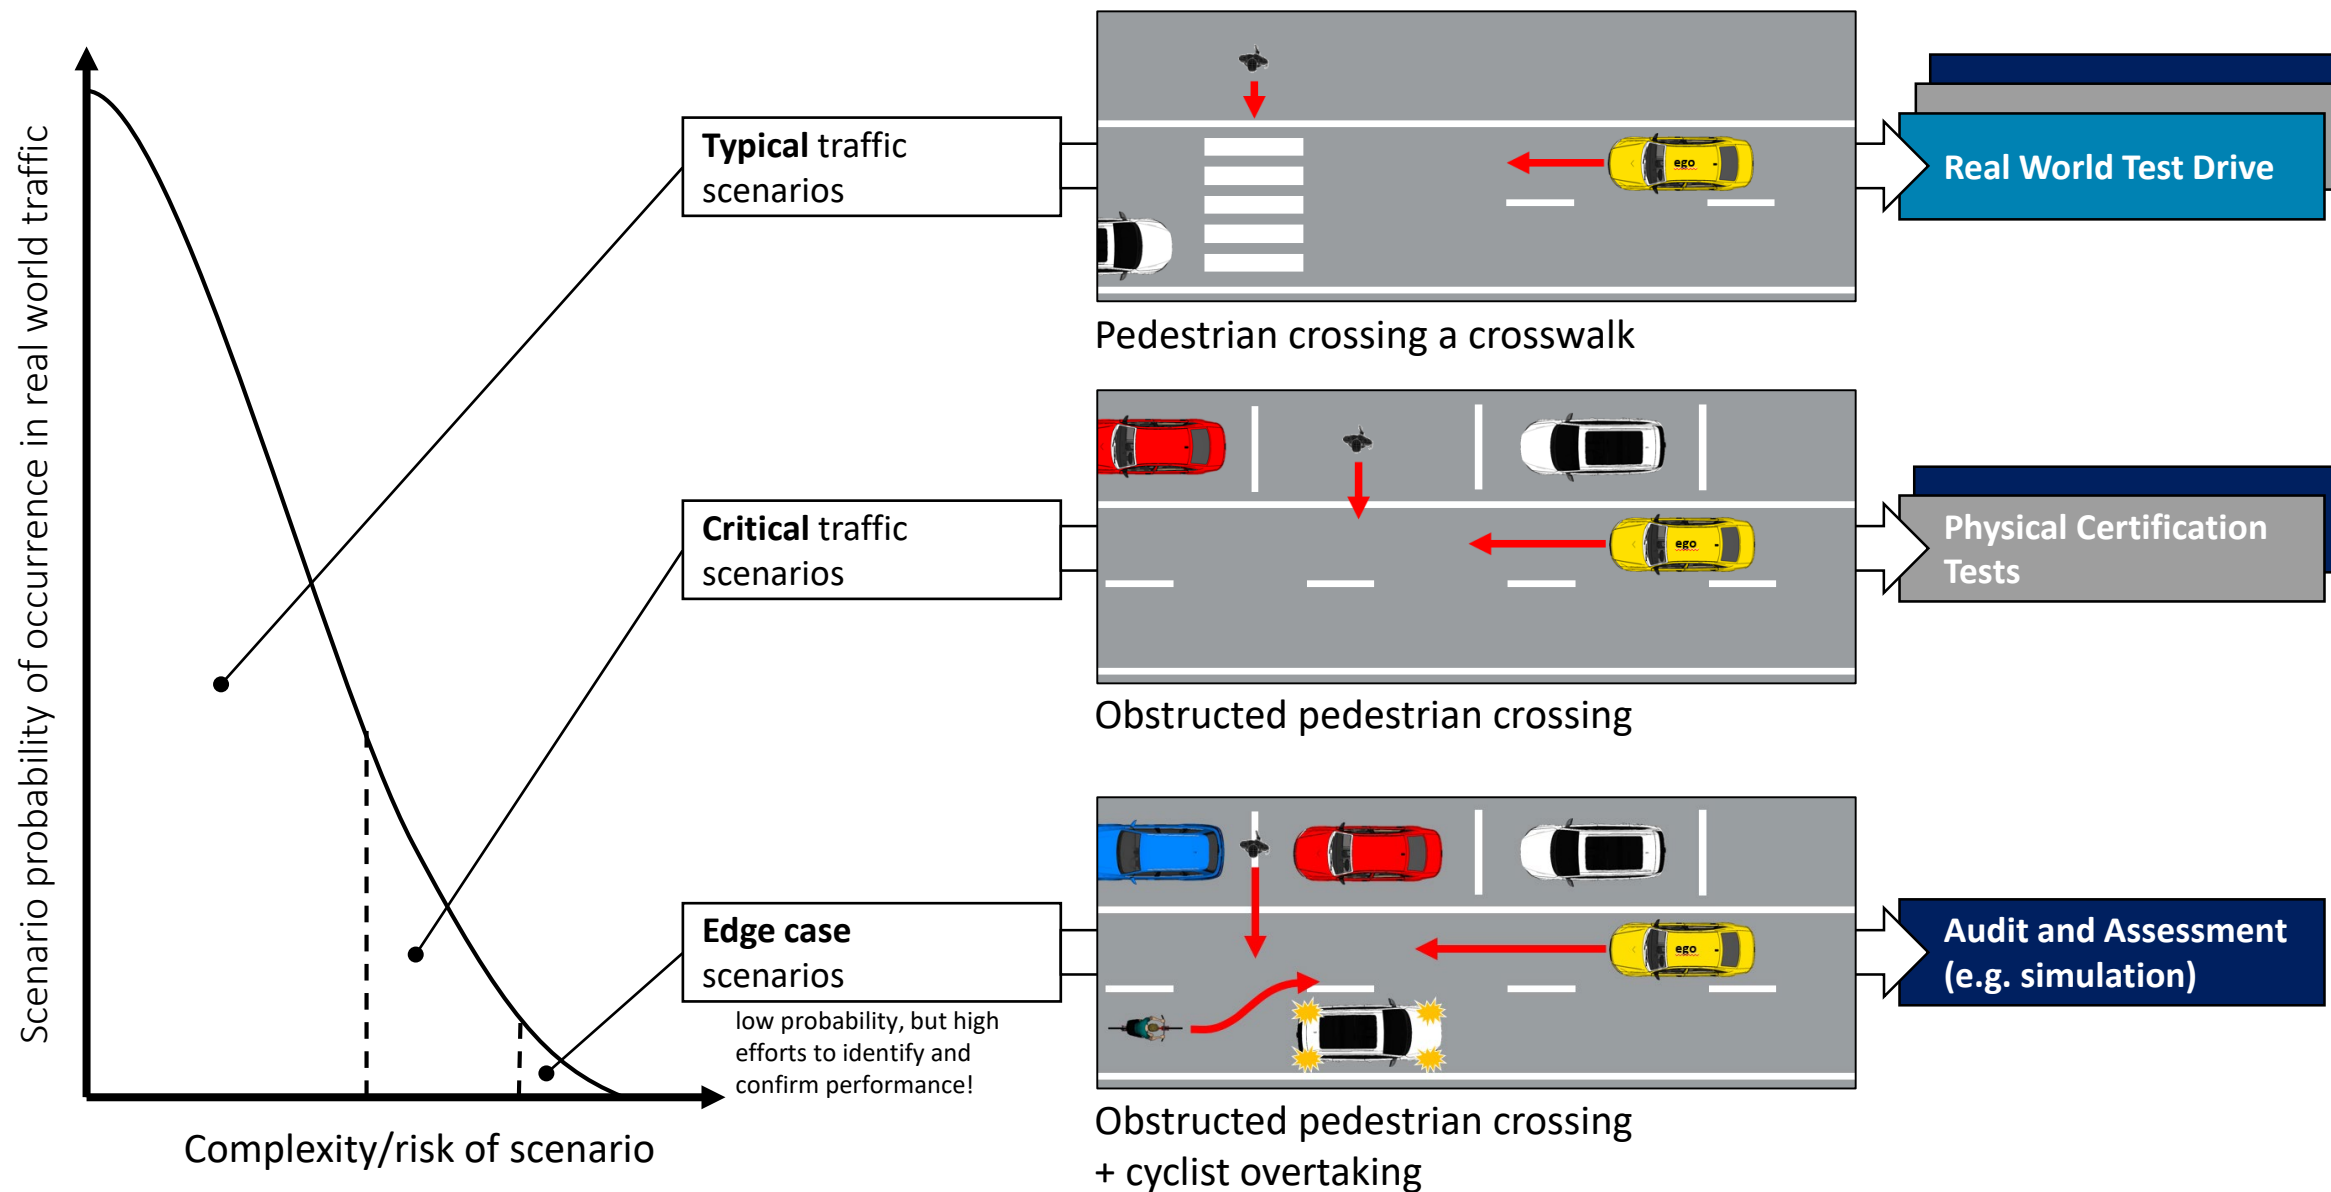 Scenario probability of occurrence in real world traffic
Complexity/risk of scenario
Typical traffic
scenarios
ego
Pedestrian crossing a crosswalk
Real World Test Drive
Critical traffic
scenarios
ego
Obstructed pedestrian crossing
Physical Certification
Tests
Edge case
scenarios
low probability, but high
efforts to identify and
confirm performance!
ego
Obstructed pedestrian crossing
+ cyclist overtaking
Audit and Assessment
(e.g. simulation)